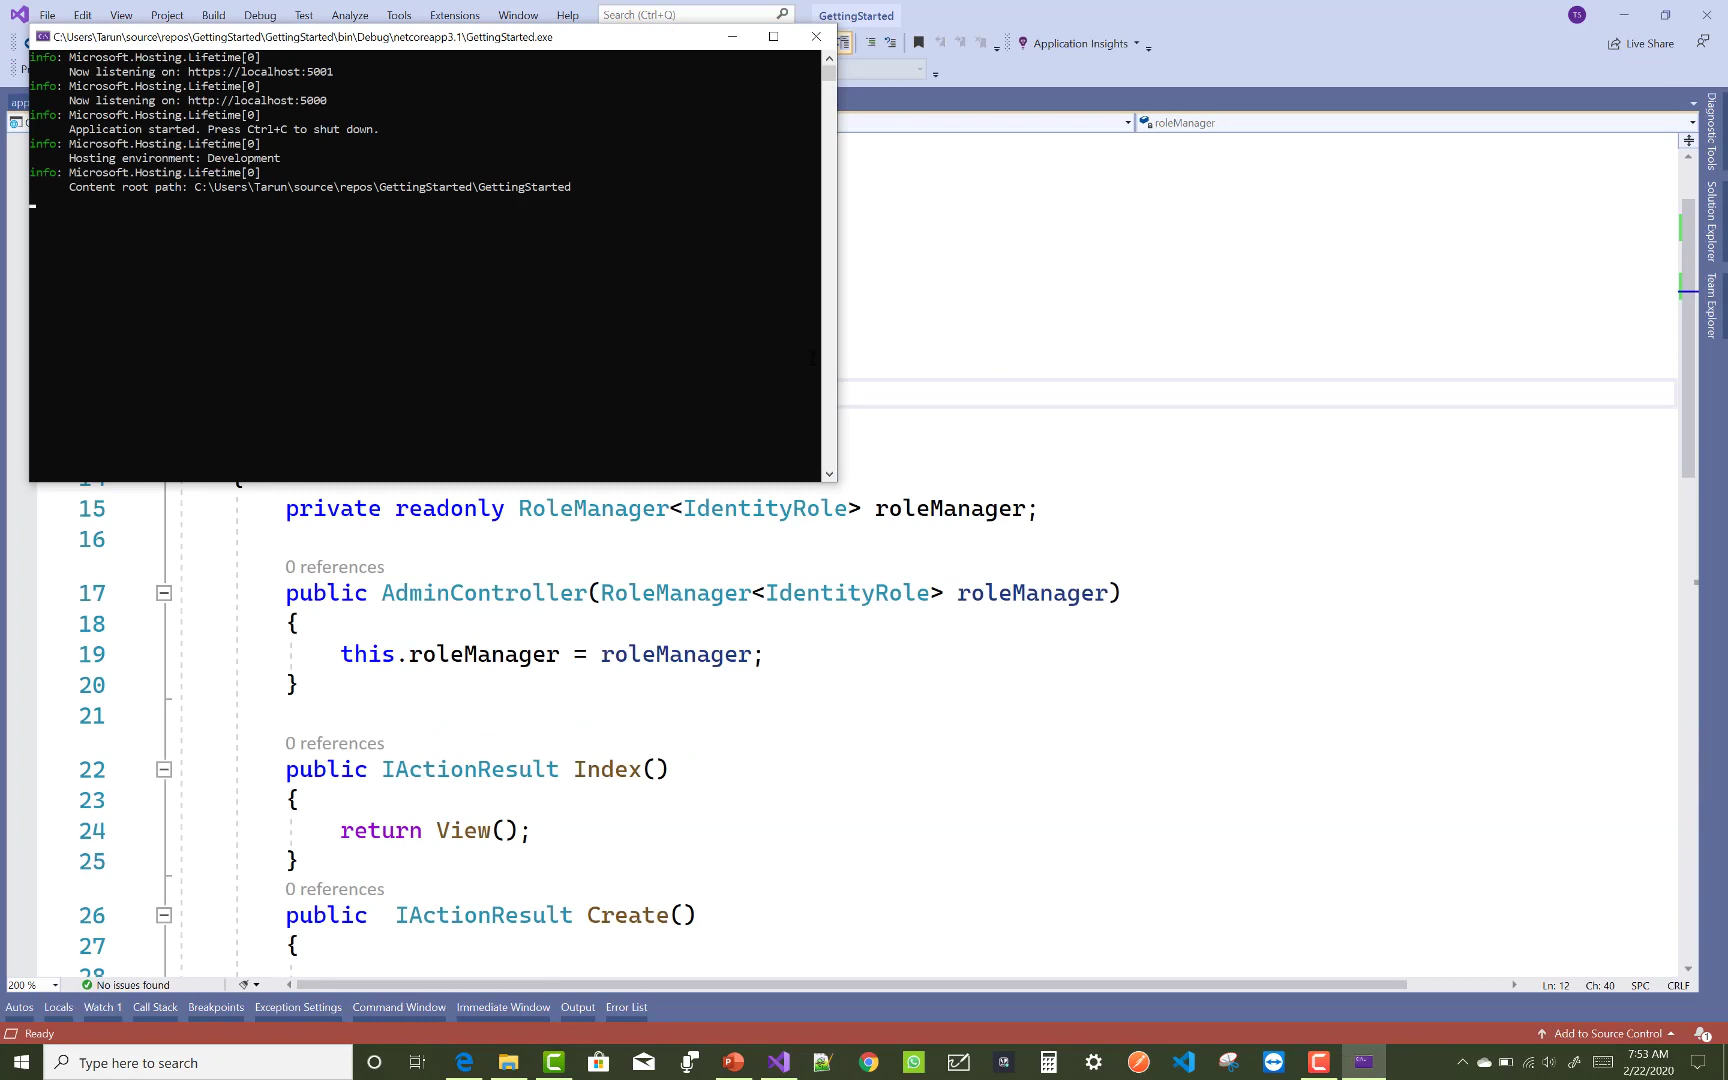 File Edit View Project Build Debug Test Analyze Tools Extensions Window Help Search (Ctrl+Q) GettingStarted TS
C:\Users\Tarun\source\repos\GettingStarted\GettingStarted\bin\Debug\netcoreapp3.1\GettingStarted.exe
Application Insights Live Share
info: Microsoft.Hosting.Lifetime[0]
Now listening on: https://localhost:5001
info: Microsoft.Hosting.Lifetime[0]
Now listening on: http://localhost:5000
info: Microsoft.Hosting.Lifetime[0]
Application started. Press Ctrl+C to shut down.
info: Microsoft.Hosting.Lifetime[0]
Hosting environment: Development
info: Microsoft.Hosting.Lifetime[0]
Content root path: C:\Users\Tarun\source\repos\GettingStarted\GettingStarted
roleManager
Diagnostic Tools
Solution Explorer
Team Explorer
15 private readonly RoleManager<IdentityRole> roleManager;
16
0 references
17 public AdminController(RoleManager<IdentityRole> roleManager)
18 {
19 this.roleManager = roleManager;
20 }
21
0 references
22 public IActionResult Index()
23 {
24 return View();
25 }
0 references
26 public IActionResult Create()
27 {
28
200 % No issues found Ln: 12 Ch: 40 SPC CRLF
Autos Locals Watch 1 Call Stack Breakpoints Exception Settings Command Window Immediate Window Output Error List
Ready Add to Source Control 1
Type here to search
7:53 AM
2/22/2020